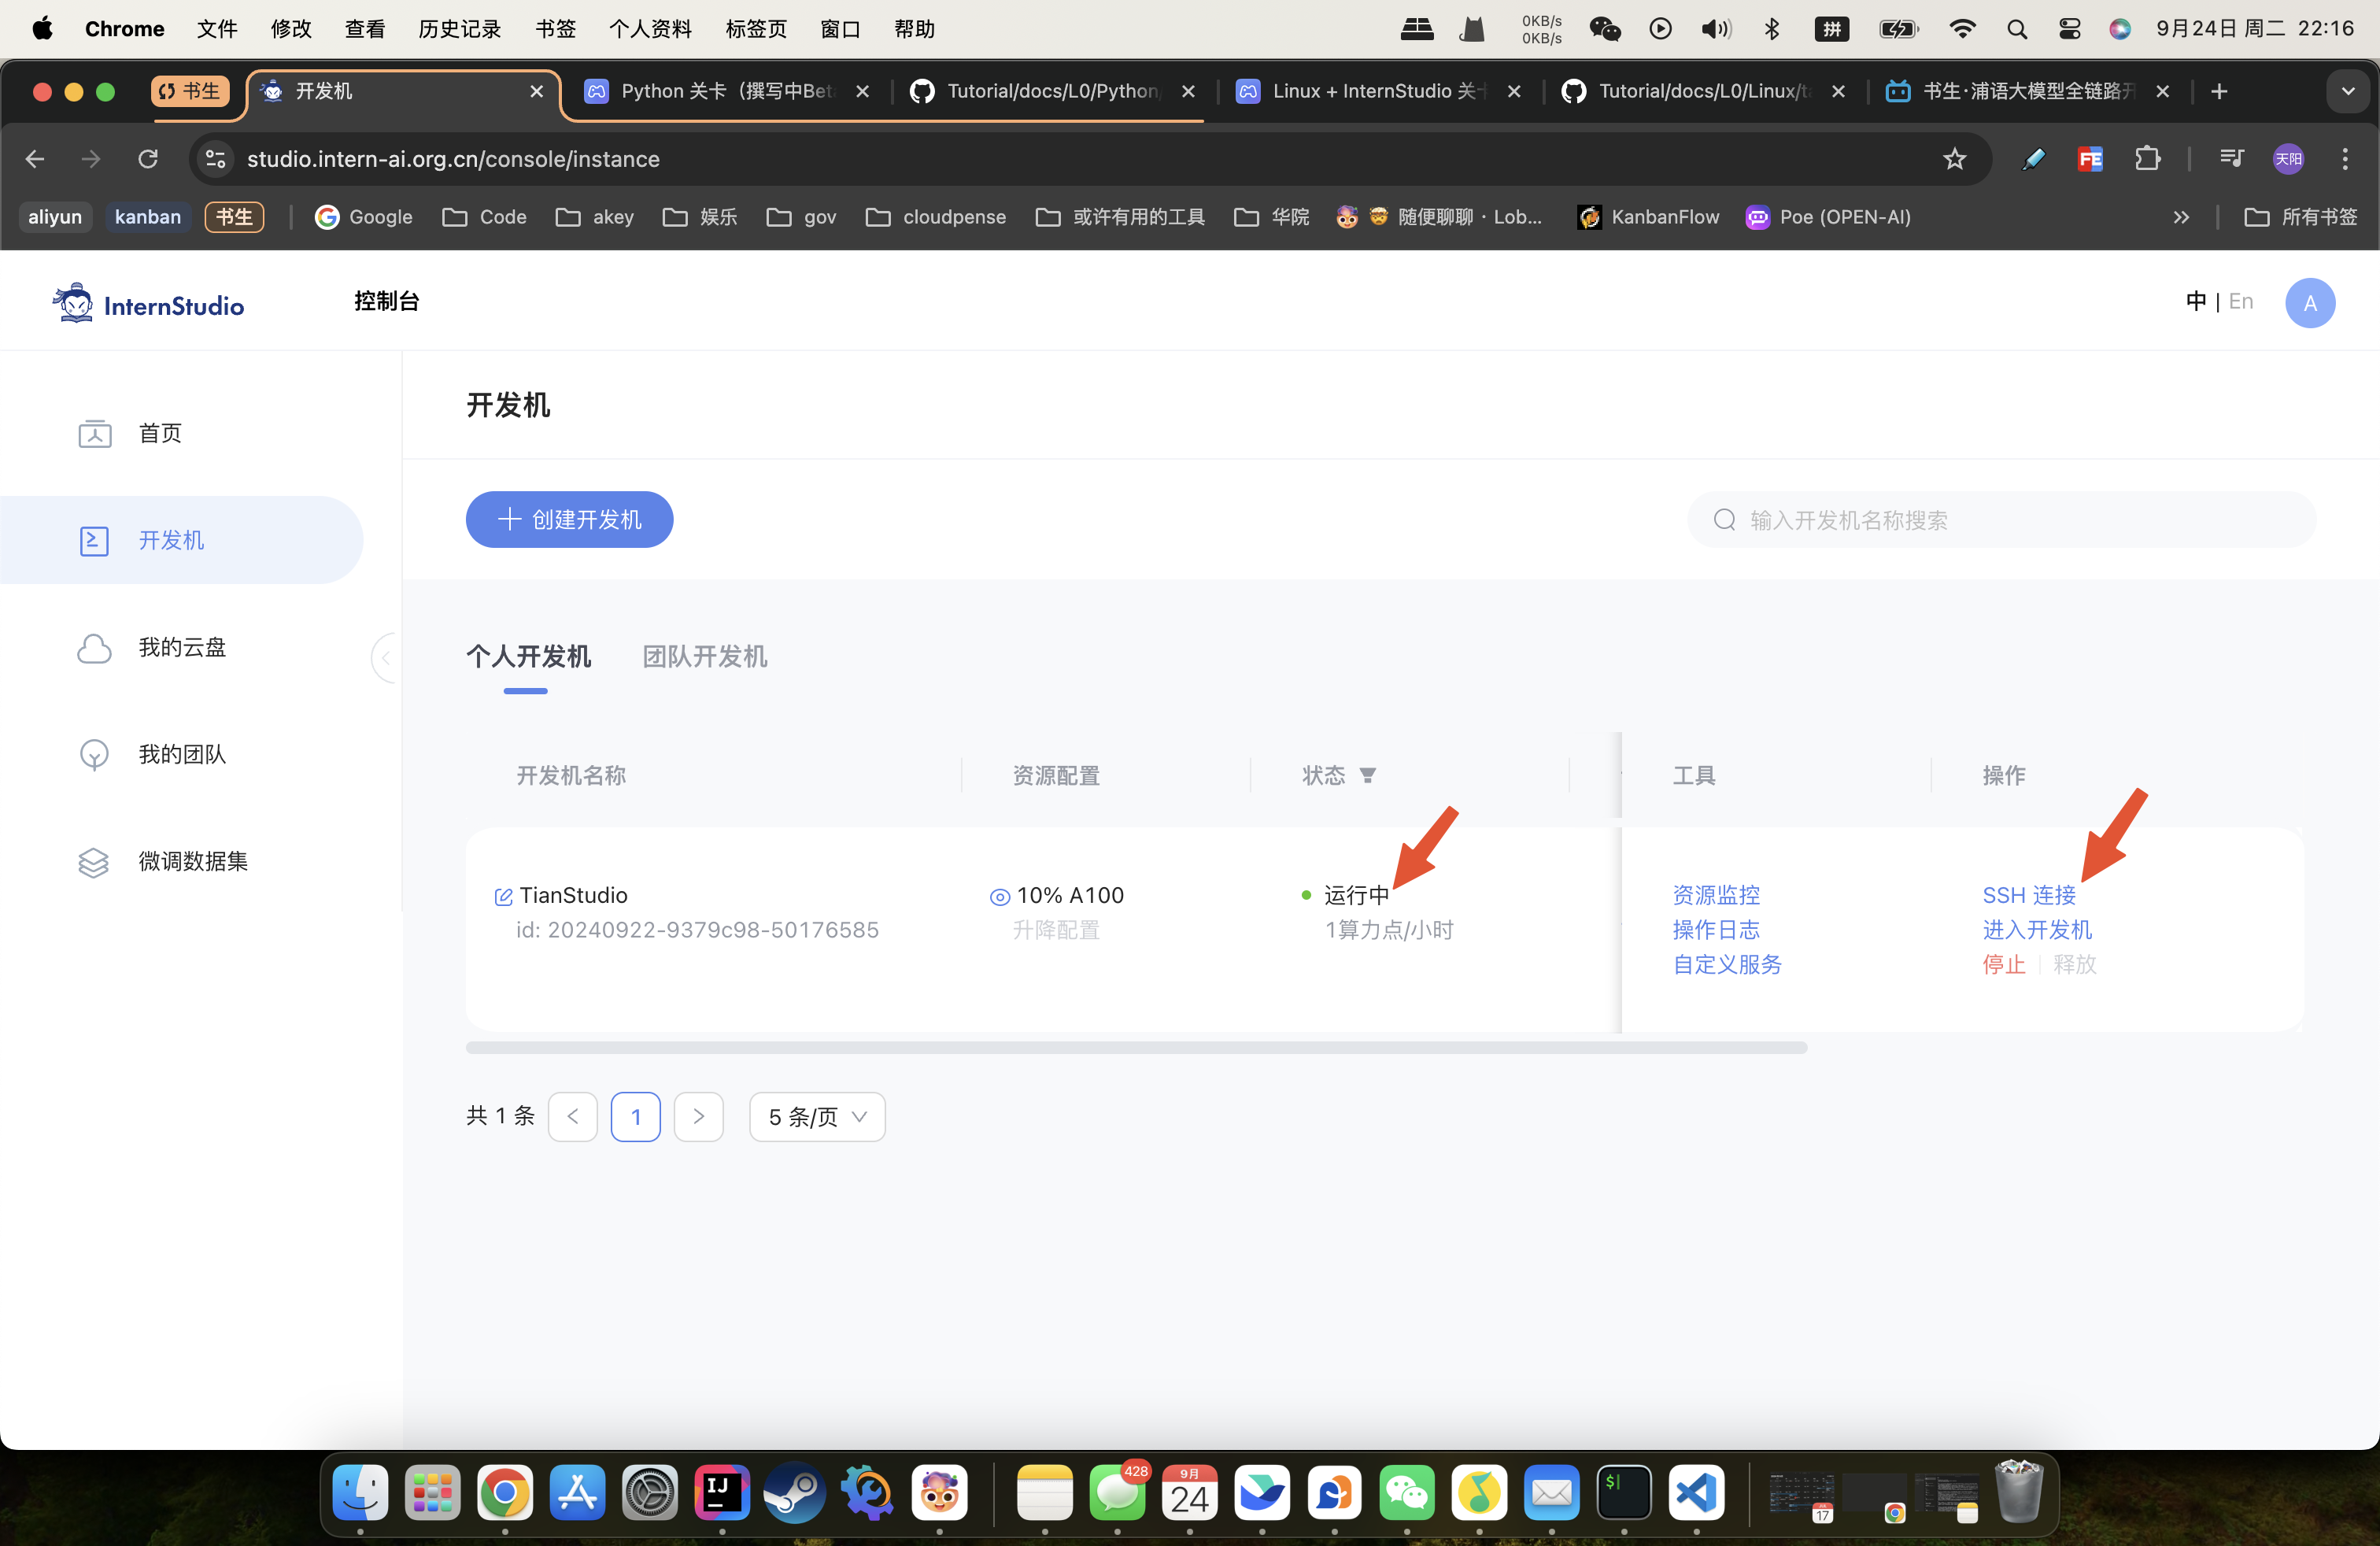 Chrome 文件 修改 查看 历史记录 书签 个人资料 标签页 窗口 帮助
0KB/s
0KB/s
拼
9月24日 周二 22:16
书生
开发机
Python 关卡（撰写中Beta
Tutorial/docs/L0/Python/
Linux + InternStudio 关卡
Tutorial/docs/L0/Linux/ta
书生·浦语大模型全链路开
studio.intern-ai.org.cn/console/instance
FE
天阳
aliyun kanban 书生 Google Code akey 娱乐 gov cloudpense 或许有用的工具 华院 随便聊聊 · Lob... KanbanFlow Poe (OPEN-AI) 所有书签
InternStudio
控制台
中 | En
A
首页
开发机
我的云盘
我的团队
微调数据集
开发机
创建开发机
输入开发机名称搜索
个人开发机 团队开发机
开发机名称 资源配置 状态 工具 操作
TianStudio 10% A100 运行中 资源监控 SSH 连接
id: 20240922-9379c98-50176585 升降配置 1算力点/小时 操作日志 进入开发机
自定义服务 停止 释放
共 1 条 < 1 > 5 条/页
IJ
428
9月
24
$
17